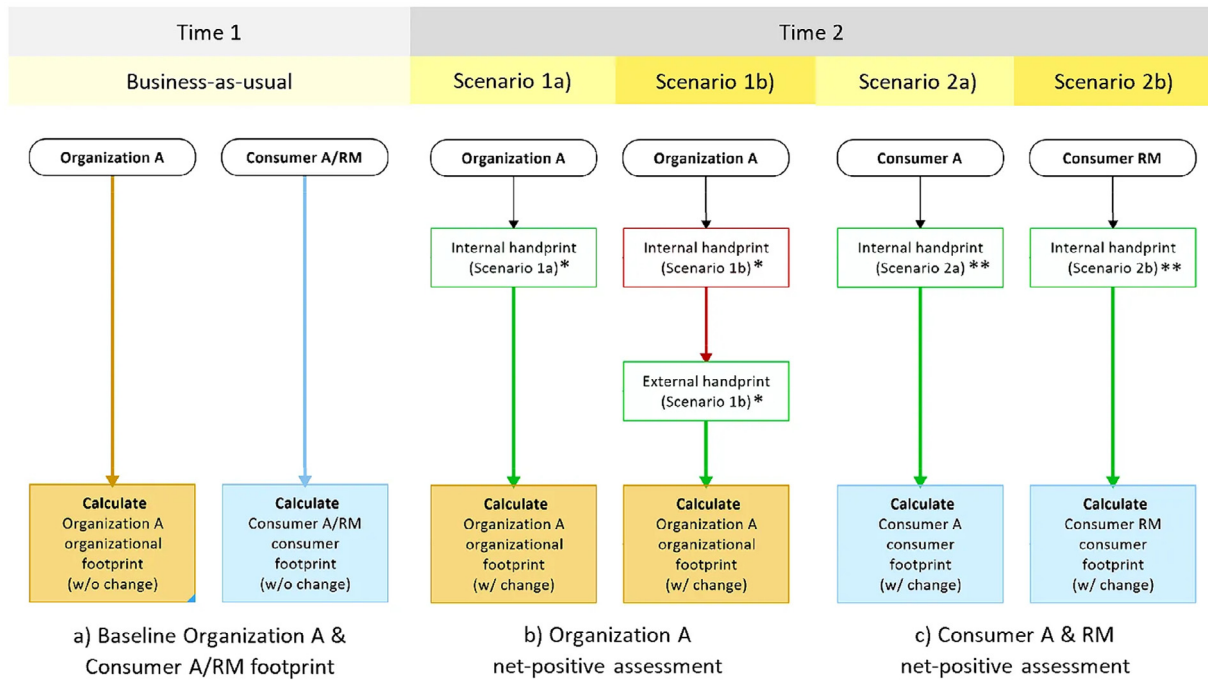 Time 1
Time 2
Business-as-usual
Scenario 1a)
Scenario 1b)
Scenario 2a)
Scenario 2b)
Organization A
Consumer A/RM
Organization A
Organization A
Consumer A
Consumer RM
Internal handprint
(Scenario 1a)*
Internal handprint
(Scenario 1b)*
Internal handprint
(Scenario 2a)**
Internal handprint
(Scenario 2b)**
External handprint
(Scenario 1b)*
Calculate
Organization A
organizational
footprint
(w/o change)
Calculate
Consumer A/RM
consumer
footprint
(w/o change)
Calculate
Organization A
organizational
footprint
(w/ change)
Calculate
Organization A
organizational
footprint
(w/ change)
Calculate
Consumer A
consumer
footprint
(w/ change)
Calculate
Consumer RM
consumer
footprint
(w/ change)
a) Baseline Organization A &
Consumer A/RM footprint
b) Organization A
net-positive assessment
c) Consumer A & RM
net-positive assessment